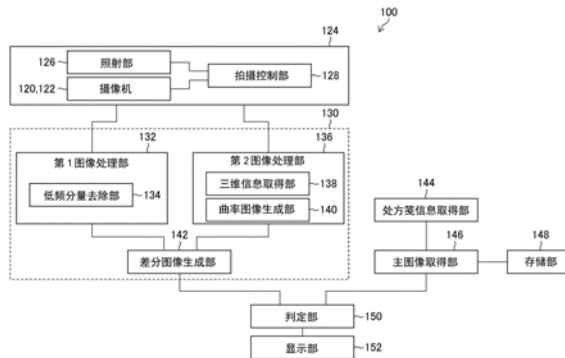 100
124
126
照射部
拍摄控制部
128
120,122
摄像机
130
132
第1图像处理部
低频分量去除部
134
136
第2图像处理部
三维信息取得部
138
曲率图像生成部
140
142
差分图像生成部
144
处方笺信息取得部
146
主图像取得部
148
存储部
判定部
150
显示部
152